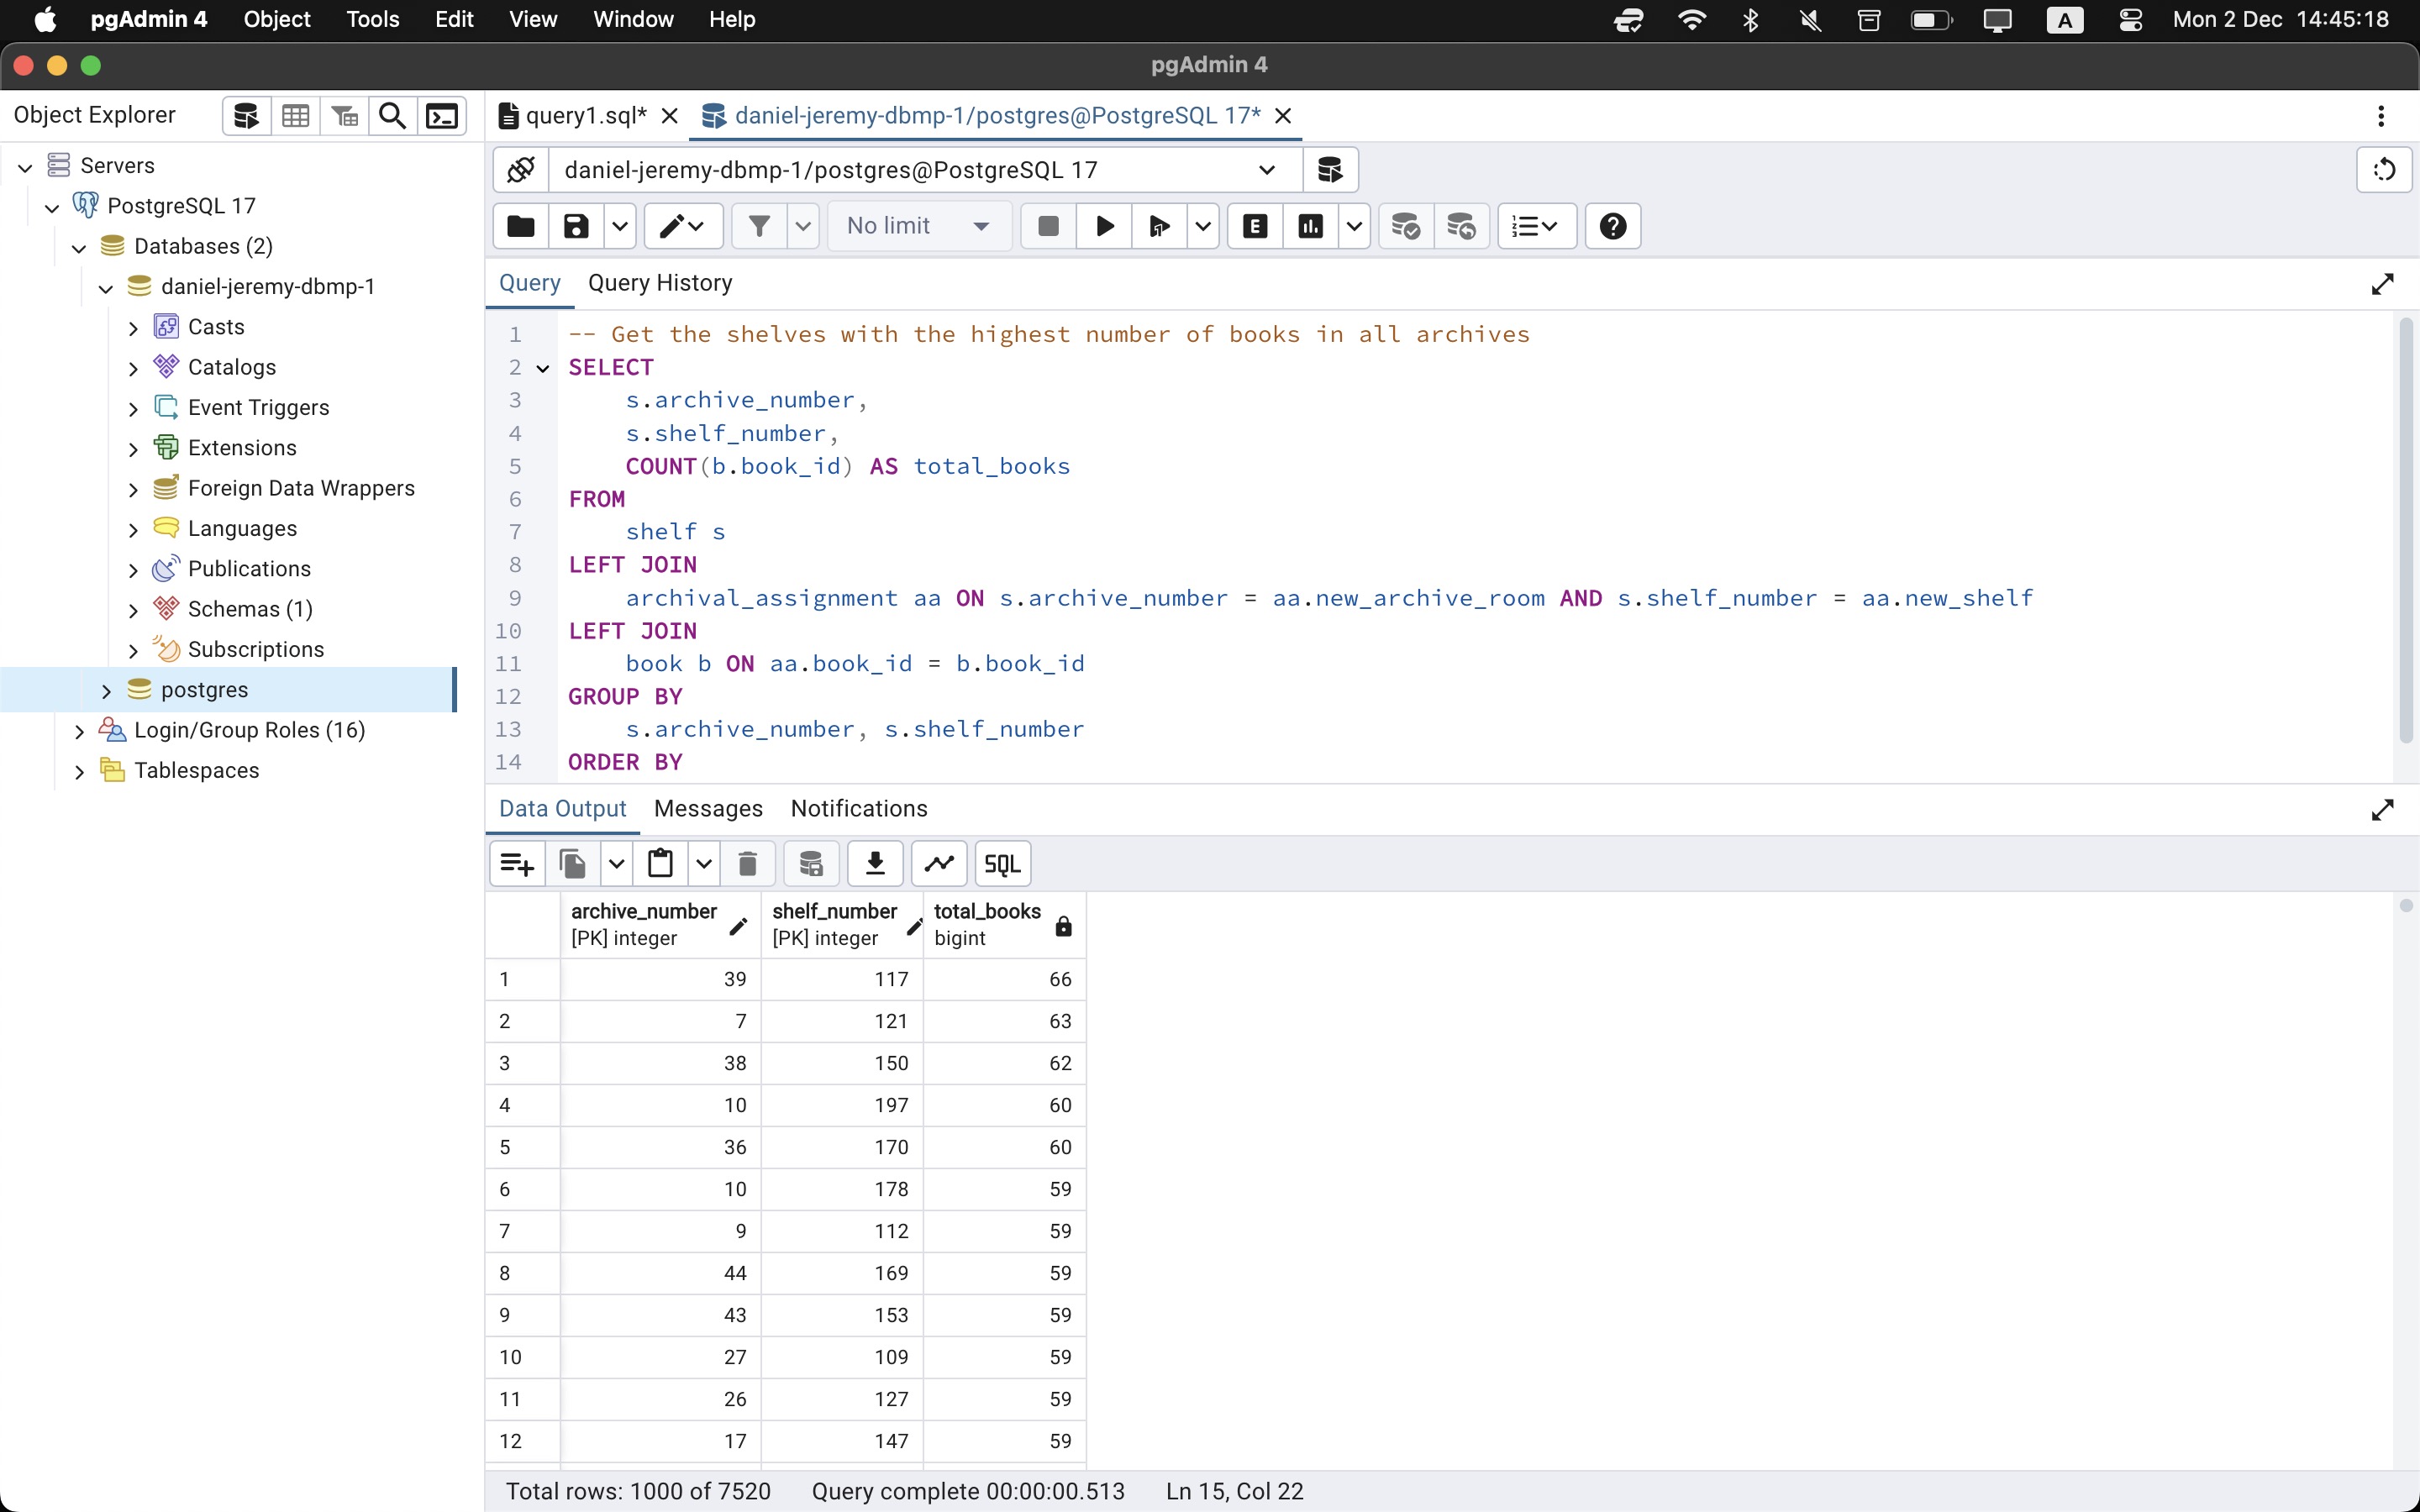 pgAdmin 4 Object Tools Edit View Window Help A Mon 2 Dec 14:45:18
pgAdmin 4
Object Explorer
Servers
PostgreSQL 17
Databases (2)
daniel-jeremy-dbmp-1
Casts
Catalogs
Event Triggers
Extensions
Foreign Data Wrappers
Languages
Publications
Schemas (1)
Subscriptions
postgres
Login/Group Roles (16)
Tablespaces
query1.sql* daniel-jeremy-dbmp-1/postgres@PostgreSQL 17*
daniel-jeremy-dbmp-1/postgres@PostgreSQL 17
No limit E
Query Query History
1 -- Get the shelves with the highest number of books in all archives
2 SELECT
3 s.archive_number,
4 s.shelf_number,
5 COUNT(b.book_id) AS total_books
6 FROM
7 shelf s
8 LEFT JOIN
9 archival_assignment aa ON s.archive_number = aa.new_archive_room AND s.shelf_number = aa.new_shelf
10 LEFT JOIN
11 book b ON aa.book_id = b.book_id
12 GROUP BY
13 s.archive_number, s.shelf_number
14 ORDER BY
Data Output Messages Notifications
SQL
archive_number shelf_number total_books
[PK] integer [PK] integer bigint
1 39 117 66
2 7 121 63
3 38 150 62
4 10 197 60
5 36 170 60
6 10 178 59
7 9 112 59
8 44 169 59
9 43 153 59
10 27 109 59
11 26 127 59
12 17 147 59
Total rows: 1000 of 7520 Query complete 00:00:00.513 Ln 15, Col 22